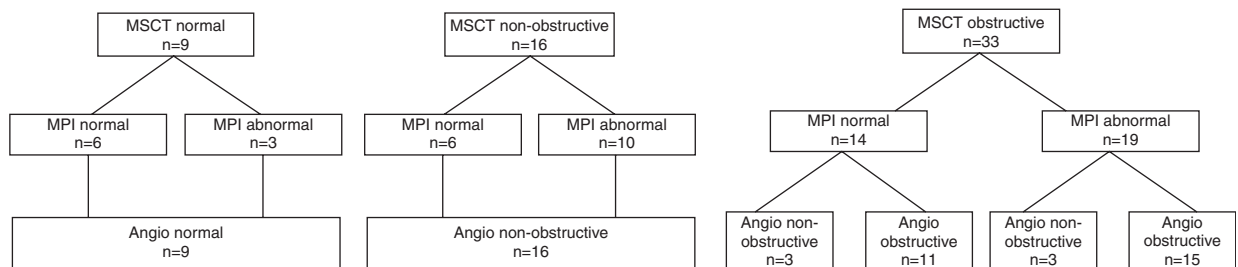 MSCT normal
n=9
MSCT non-obstructive
n=16
MSCT obstructive
n=33
MPI normal
n=6
MPI abnormal
n=3
MPI normal
n=6
MPI abnormal
n=10
MPI normal
n=14
MPI abnormal
n=19
Angio normal
n=9
Angio non-obstructive
n=16
Angio non-
obstructive
n=3
Angio
obstructive
n=11
Angio non-
obstructive
n=3
Angio
obstructive
n=15